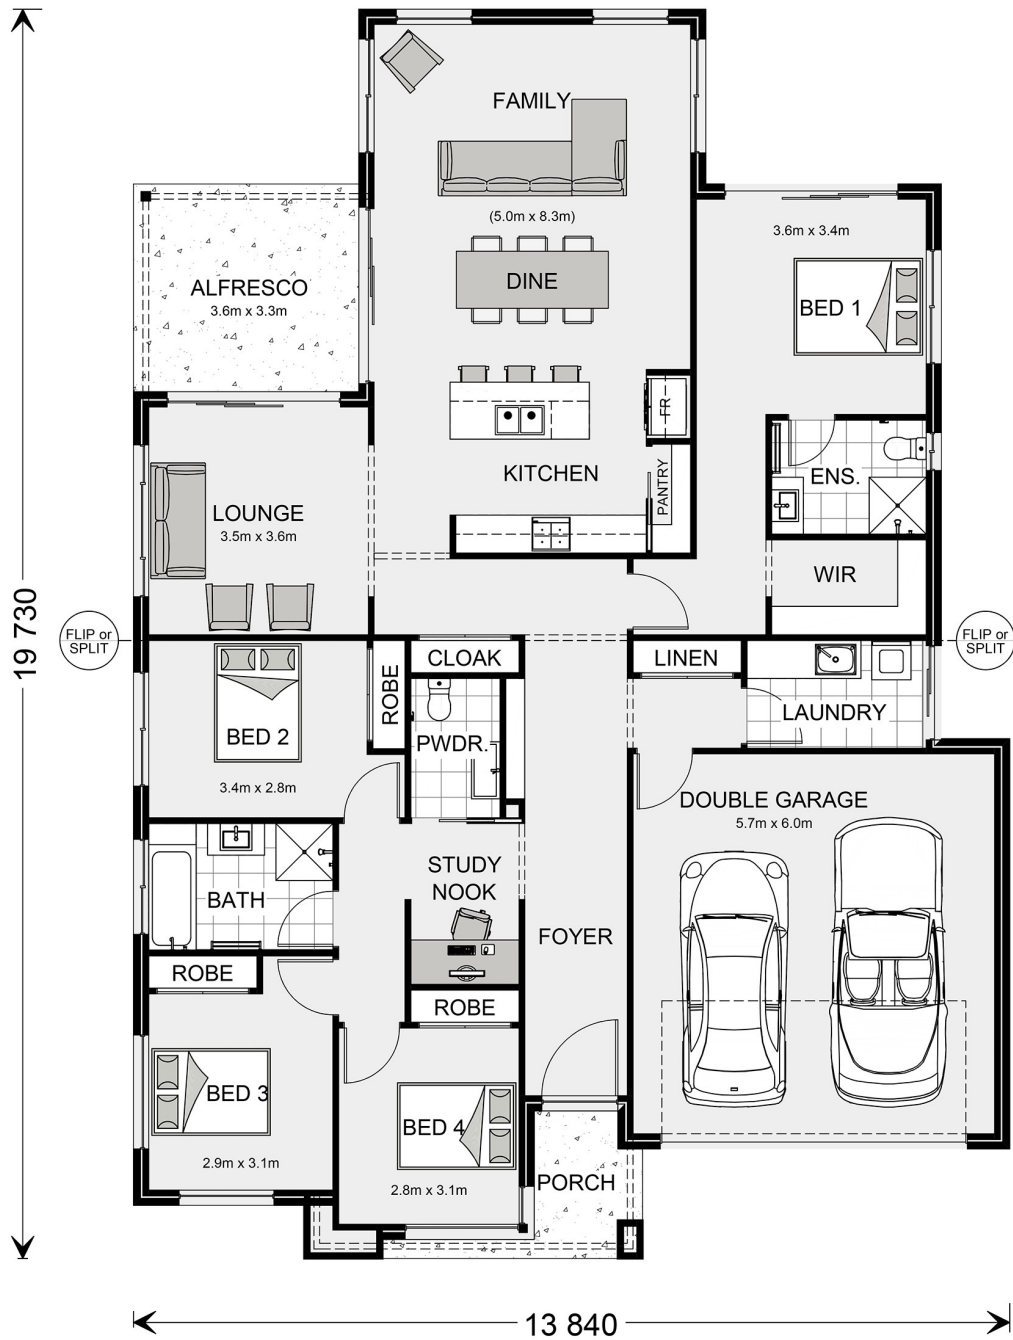 FAMILY
(5.0m x 8.3m)
3.6m x 3.4m
DINE
ALFRESCO
3.6m x 3.3m
BED 1
FR
KITCHEN
PANTRY
ENS.
LOUNGE
3.5m x 3.6m
WIR
19 730
FLIP or
SPLIT
FLIP or
SPLIT
CLOAK
LINEN
ROBE
LAUNDRY
BED 2
PWDR.
3.4m x 2.8m
DOUBLE GARAGE
5.7m x 6.0m
STUDY
NOOK
BATH
FOYER
ROBE
ROBE
BED 3
BED 4
2.9m x 3.1m
2.8m x 3.1m
PORCH
13 840